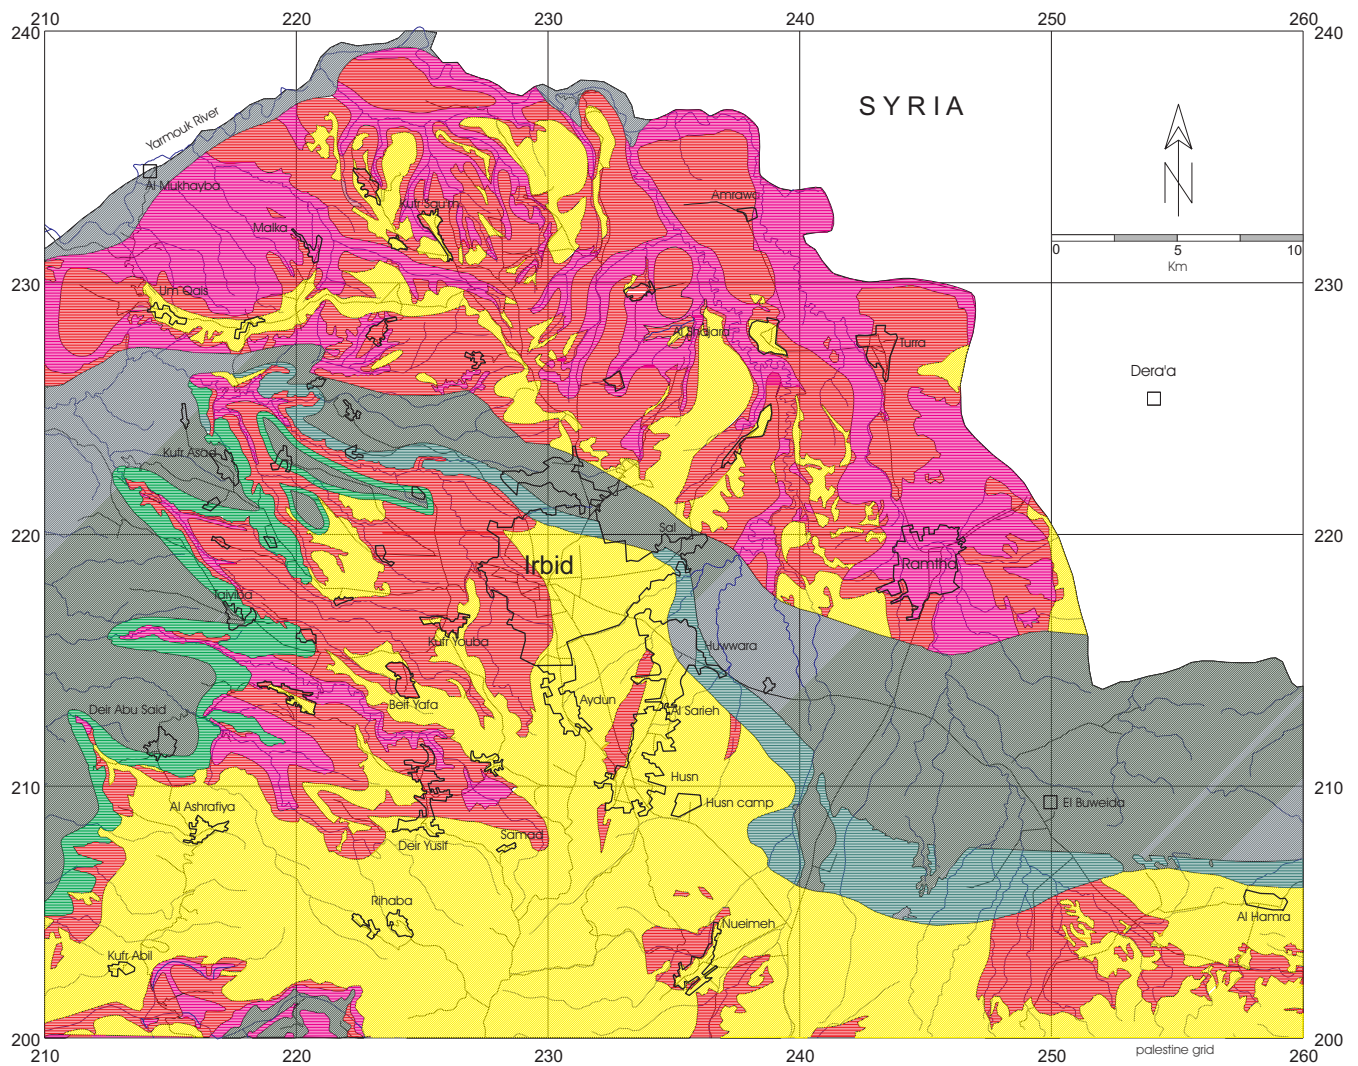 210 220 230 240 250 260
240 240
SYRIA
Yarmouk River
Al Mukhayba
Amrawa
Kufr Saum
Malka
0 5 10
Km
230 230
Um Qais
Al Shajara
Turra
Dera'a
Kufr Asad
Sal
220 220
Irbid
Ramtha
Taiyiba
Kufr Youba
Huwwara
Beit Yafa
Aydun
Deir Abu Said
Al Sarieh
Husn
210 210
Al Ashrafiya
Husn camp
El Buweida
Samad
Deir Yusif
Rihaba
Nueimeh
Al Hamra
Kufr Abil
200 200
palestine grid
210 220 230 240 250 260